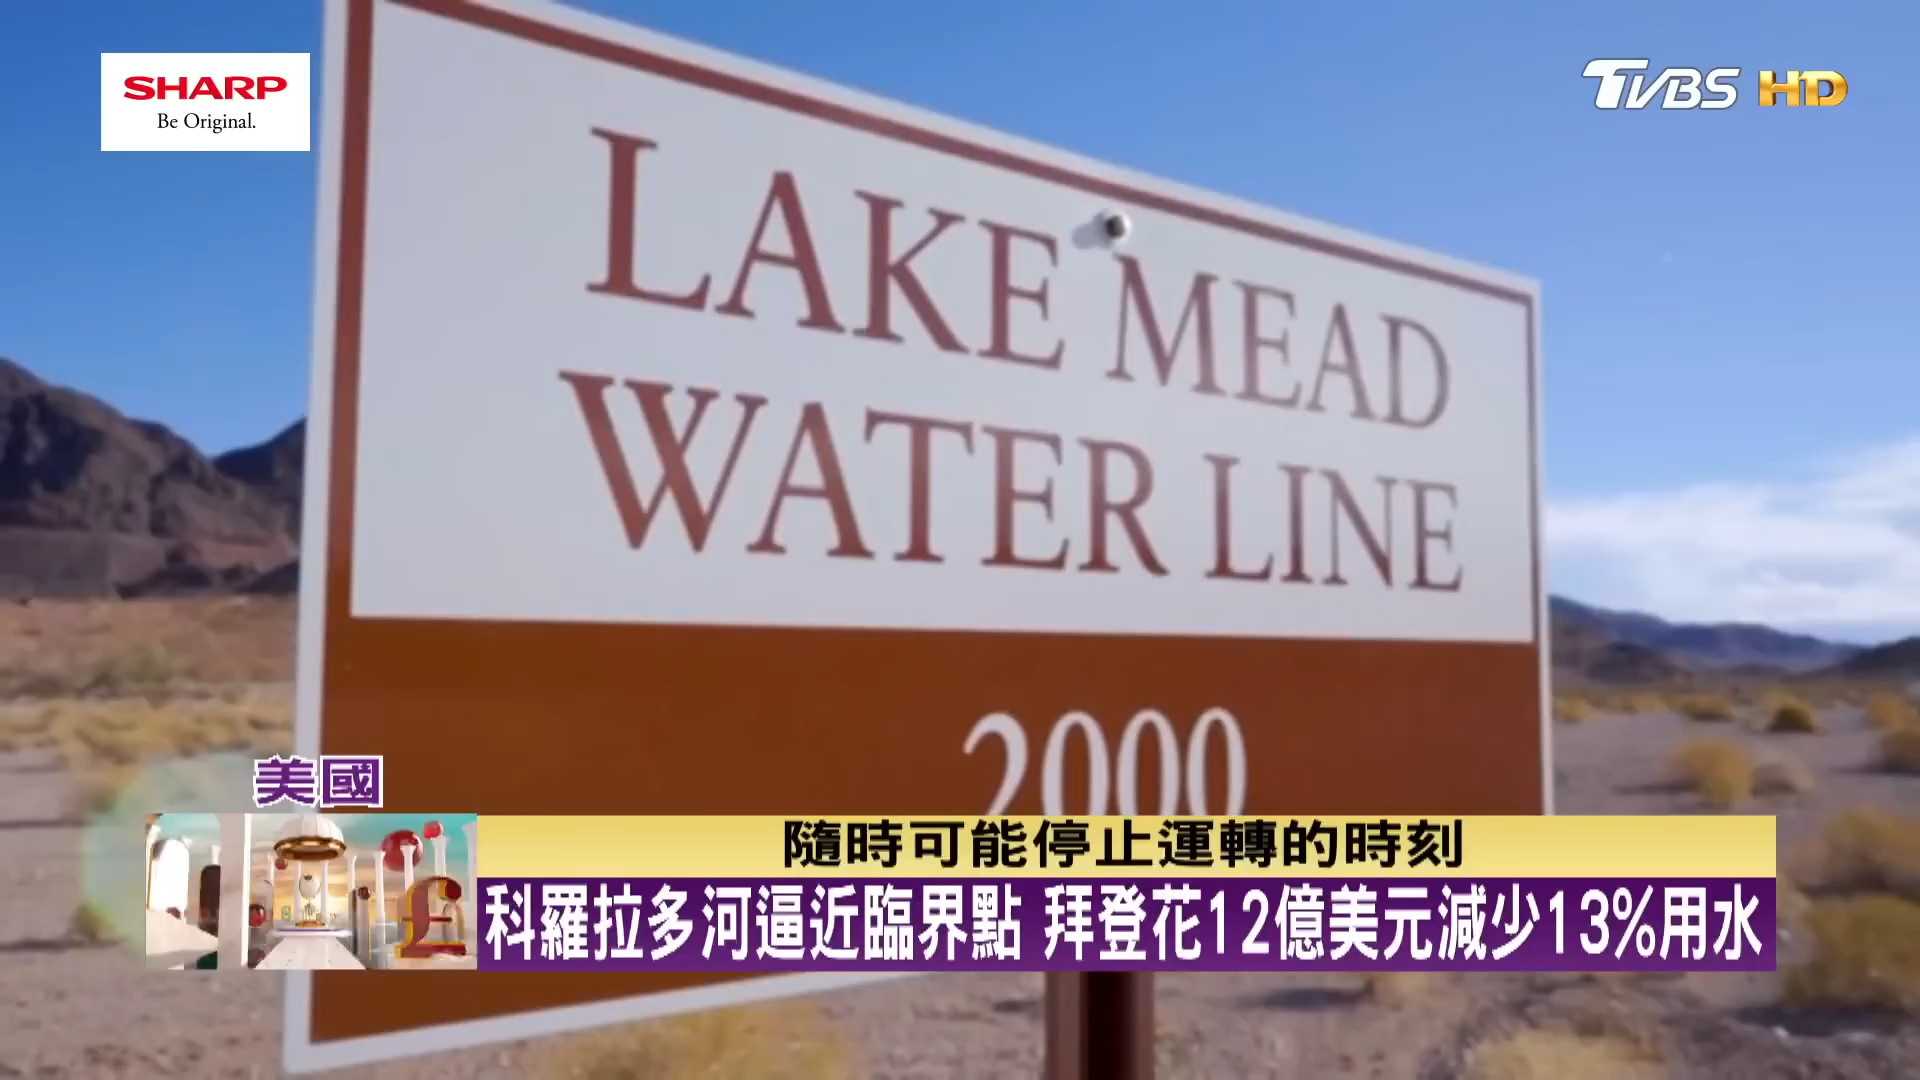 SHARP
Be Original.
TVBS HD
LAKE MEAD
WATER LINE
2000
美國
隨時可能停止運轉的時刻
科羅拉多河逼近臨界點 拜登花12億美元減少13%用水